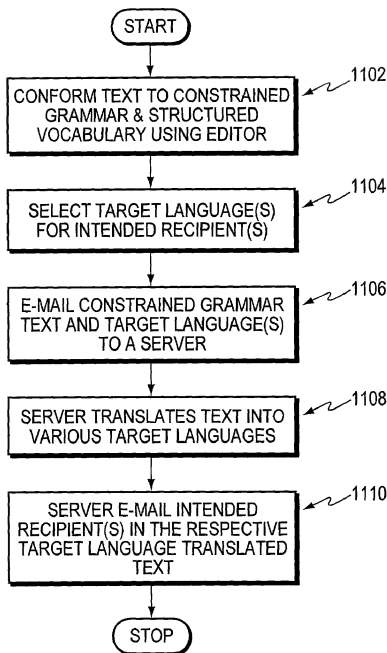 START
1102
CONFORM TEXT TO CONSTRAINED
GRAMMAR & STRUCTURED
VOCABULARY USING EDITOR
1104
SELECT TARGET LANGUAGE(S)
FOR INTENDED RECIPIENT(S)
1106
E-MAIL CONSTRAINED GRAMMAR
TEXT AND TARGET LANGUAGE(S)
TO A SERVER
1108
SERVER TRANSLATES TEXT INTO
VARIOUS TARGET LANGUAGES
1110
SERVER E-MAIL INTENDED
RECIPIENT(S) IN THE RESPECTIVE
TARGET LANGUAGE TRANSLATED
TEXT
STOP